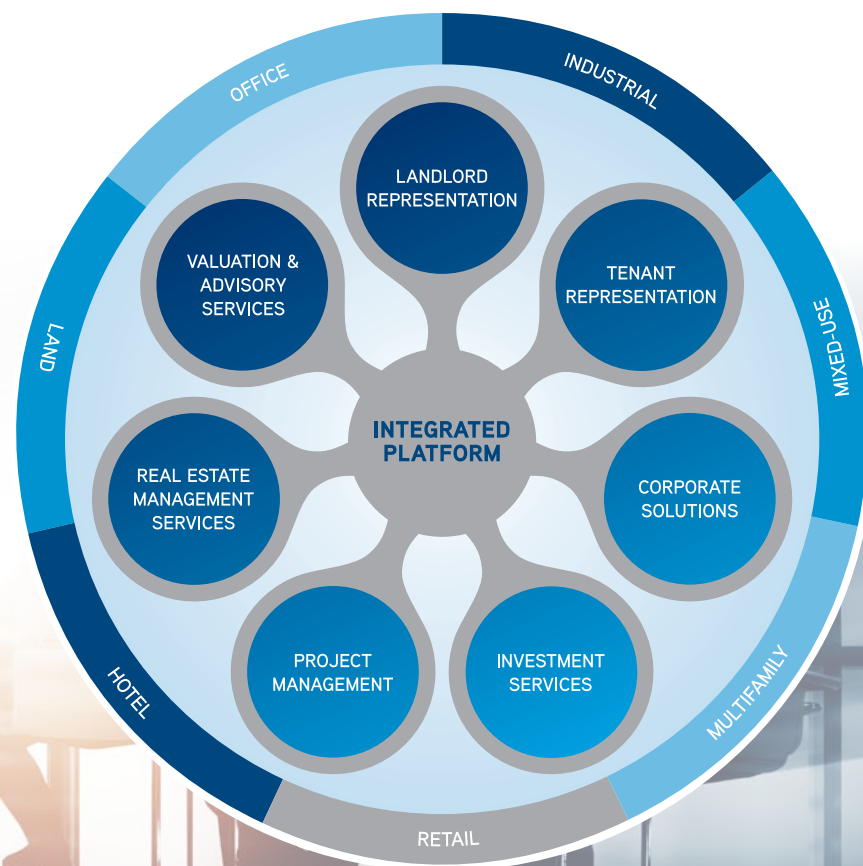 OFFICE
INDUSTRIAL
LANDLORD
REPRESENTATION
VALUATION &
ADVISORY
SERVICES
TENANT
REPRESENTATION
LAND
MIXED-USE
INTEGRATED
PLATFORM
REAL ESTATE
MANAGEMENT
SERVICES
CORPORATE
SOLUTIONS
PROJECT
MANAGEMENT
INVESTMENT
SERVICES
HOTEL
MULTIFAMILY
RETAIL